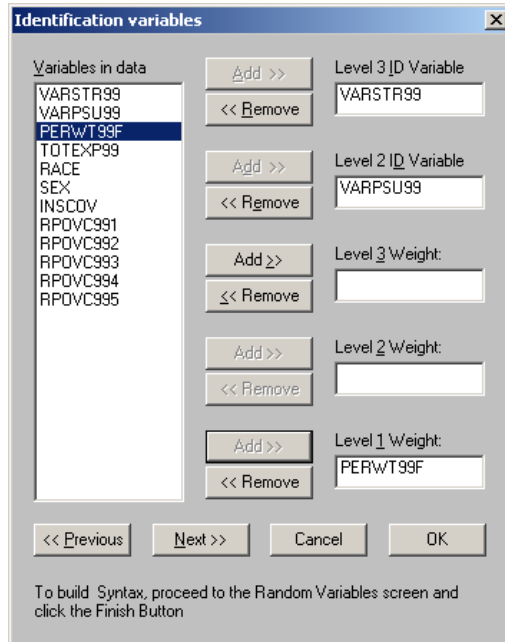 Identification variables
Variables in data
VARSTR99
VARPSU99
PERWT99F
TOTEXP99
RACE
SEX
INSCOV
RPOVC991
RPOVC992
RPOVC993
RPOVC994
RPOVC995
Add >>
<< Remove
Level 3 ID Variable
VARSTR99
Add >>
<< Remove
Level 2 ID Variable
VARPSU99
Add >>
<< Remove
Level 3 Weight:
Add >>
<< Remove
Level 2 Weight:
Add >>
<< Remove
Level 1 Weight:
PERWT99F
<< Previous
Next >>
Cancel
OK
To build Syntax, proceed to the Random Variables screen and
click the Finish Button